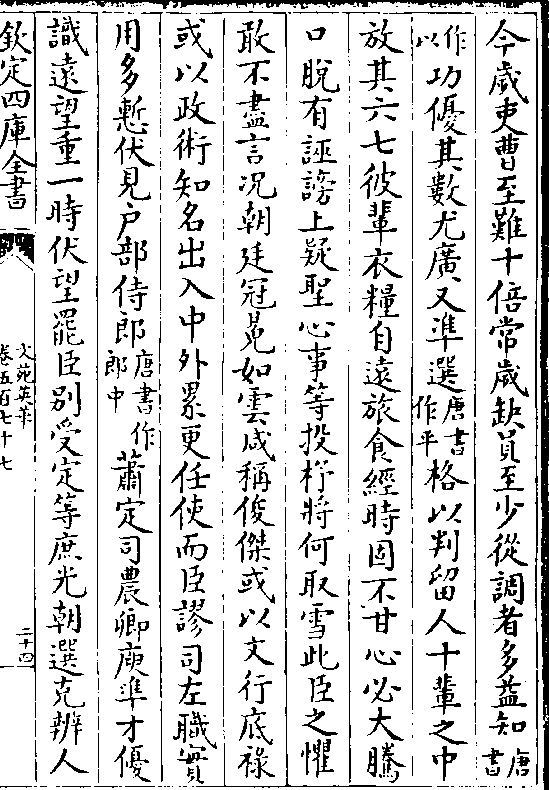 今歲吏曹至難十倍常歲缺員至少從調者多益知唐書
作以功優其數尤廣又準選唐書作平格以判留人十輩之中
放其六七彼輩衣糧自遠旅食經時固不甘心必大騰
口脫有誣謗上疑聖心事等投杼將何取雪此臣之懼
敢不盡言况朝廷冠冕如雲咸稱俊傑或以文行底祿
或以政術知名出入中外累更任使而臣謬司左職實
用多慙伏見户部侍郎唐書作郎中蕭定司農卿庾準才優
識遠望重一時伏望罷臣别受定等庶光朝選克辦人
欽定四庫全書
文苑英華
卷五百七十七
二十四